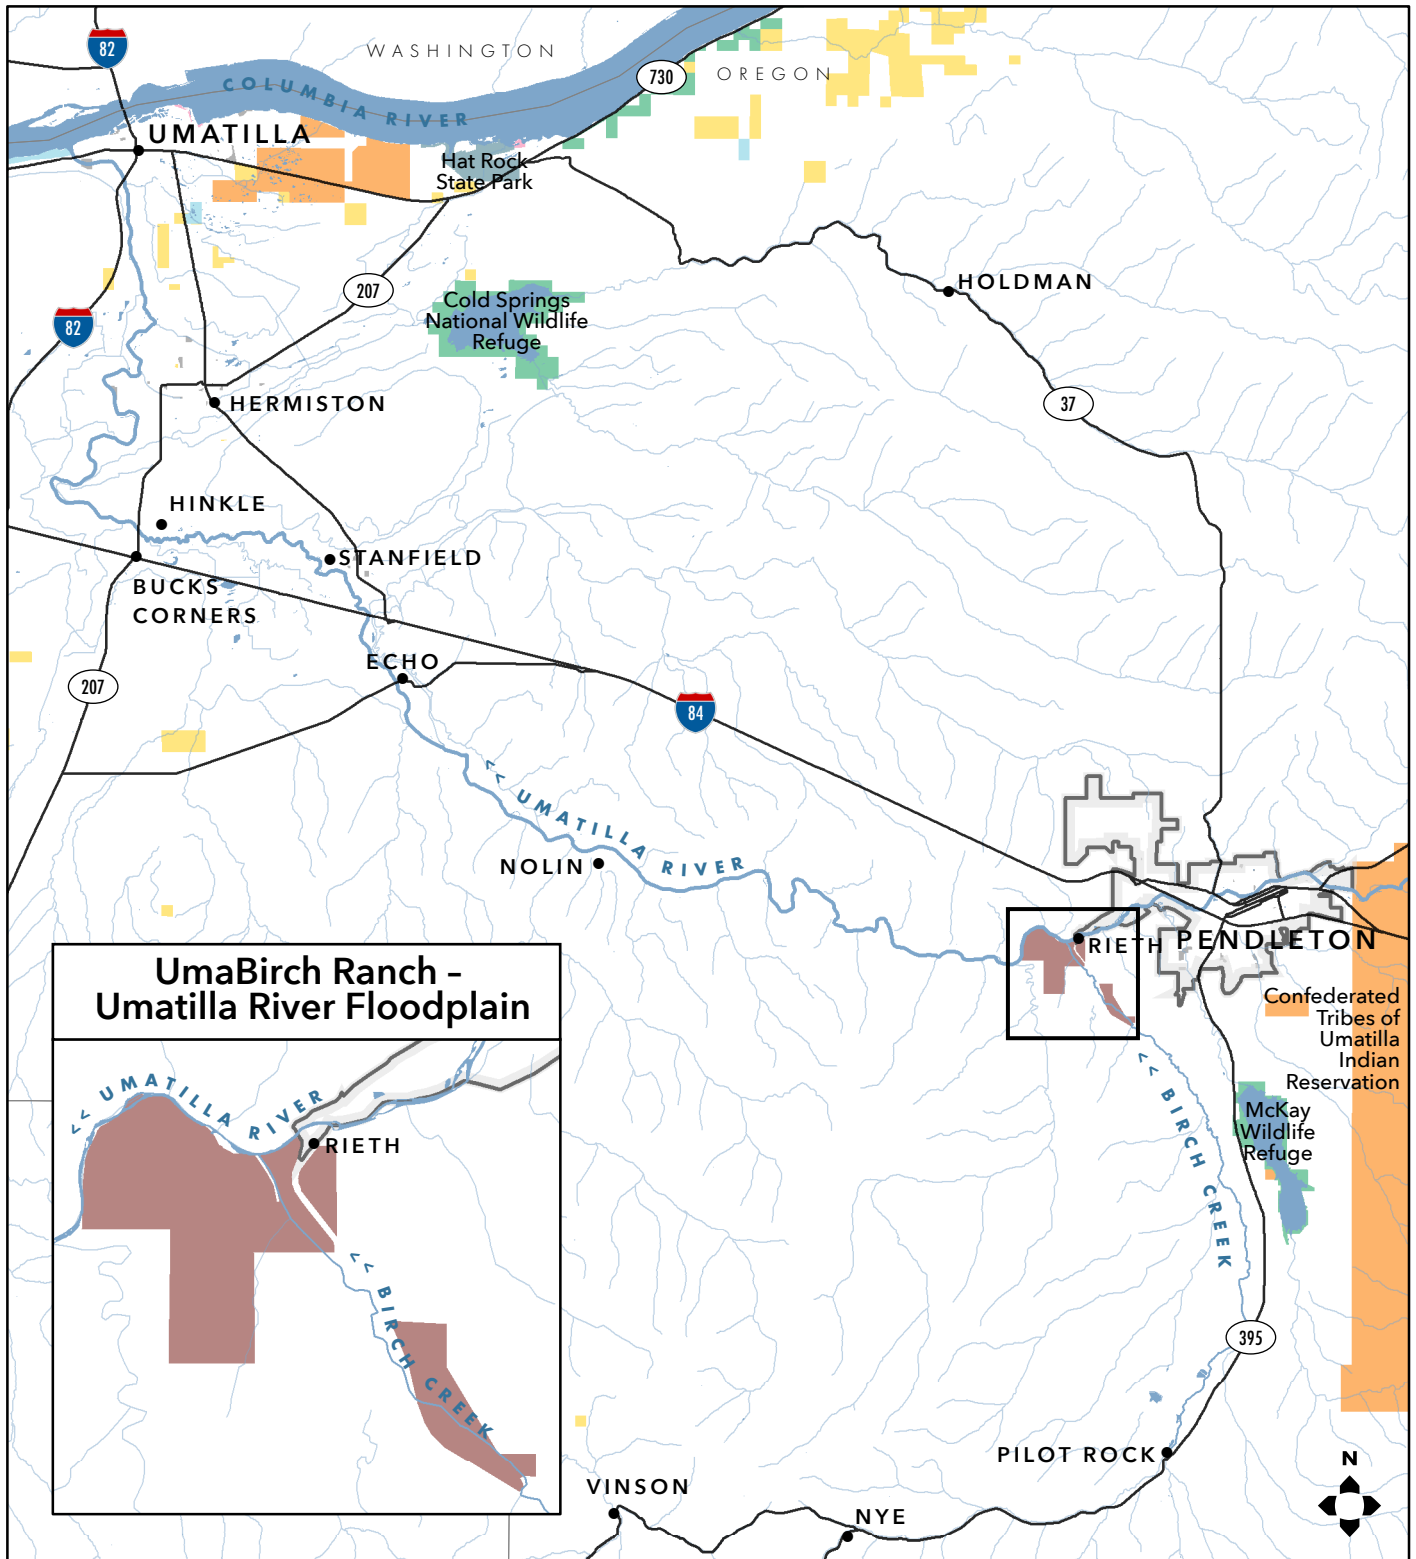 82
WASHINGTON
OREGON
730
COLUMBIA RIVER
UMATILLA
Hat Rock
State Park
207
HOLDMAN
Cold Springs
National Wildlife
Refuge
82
HERMISTON
37
HINKLE
STANFIELD
BUCKS
CORNERS
ECHO
207
84
<< UMATILLA RIVER
NOLIN
RIETH
PENDLETON
UmaBirch Ranch –
Umatilla River Floodplain
Confederated
Tribes of
Umatilla
Indian
Reservation
<< UMATILLA RIVER
RIETH
<< BIRCH CREEK
<< BIRCH CREEK
McKay
Wildlife
Refuge
395
PILOT ROCK
N
VINSON
NYE